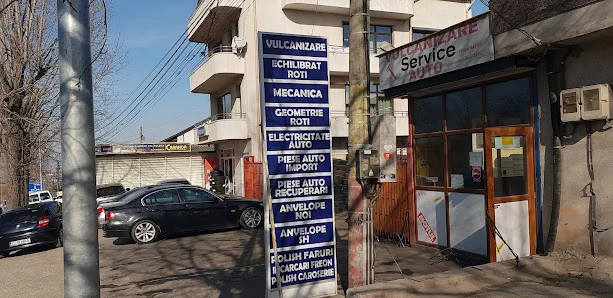 VULCANIZARE
ECHILIBRAT
ROTI
MECANICA
GEOMETRIE
ROTI
ELECTRICITATE
AUTO
PIESE AUTO
IMPORT
PIESE AUTO
RECUPERARI
ANVELOPE
NOI
ANVELOPE
SH
POLISH FARURI
INCARCARI FREON
POLISH CAROSERIE
VULCANIZARE
Service
AUTO